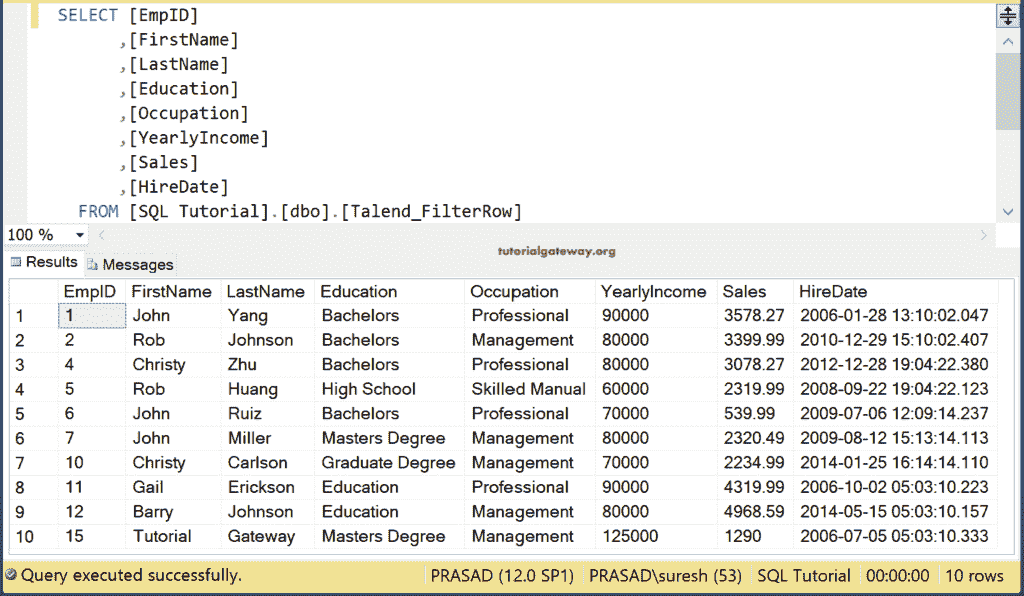 SELECT [EmpID]
,[FirstName]
,[LastName]
,[Education]
,[Occupation]
,[YearlyIncome]
,[Sales]
,[HireDate]
FROM [SQL Tutorial].[dbo].[Talend_FilterRow]
100 %
tutorialgateway.org
Results Messages
EmpID FirstName LastName Education Occupation YearlyIncome Sales HireDate
1 1 John Yang Bachelors Professional 90000 3578.27 2006-01-28 13:10:02.047
2 2 Rob Johnson Bachelors Management 80000 3399.99 2010-12-29 15:10:02.407
3 4 Christy Zhu Bachelors Professional 80000 3078.27 2012-12-28 19:04:22.380
4 5 Rob Huang High School Skilled Manual 60000 2319.99 2008-09-22 19:04:22.123
5 6 John Ruiz Bachelors Professional 70000 539.99 2009-07-06 12:09:14.237
6 7 John Miller Masters Degree Management 80000 2320.49 2009-08-12 15:13:14.113
7 10 Christy Carlson Graduate Degree Management 70000 2234.99 2014-01-25 16:14:14.110
8 11 Gail Erickson Education Professional 90000 4319.99 2006-10-02 05:03:10.223
9 12 Barry Johnson Education Management 80000 4968.59 2014-05-15 05:03:10.157
10 15 Tutorial Gateway Masters Degree Management 125000 1290 2006-07-05 05:03:10.333
Query executed successfully. PRASAD (12.0 SP1) PRASAD\suresh (53) SQL Tutorial 00:00:00 10 rows